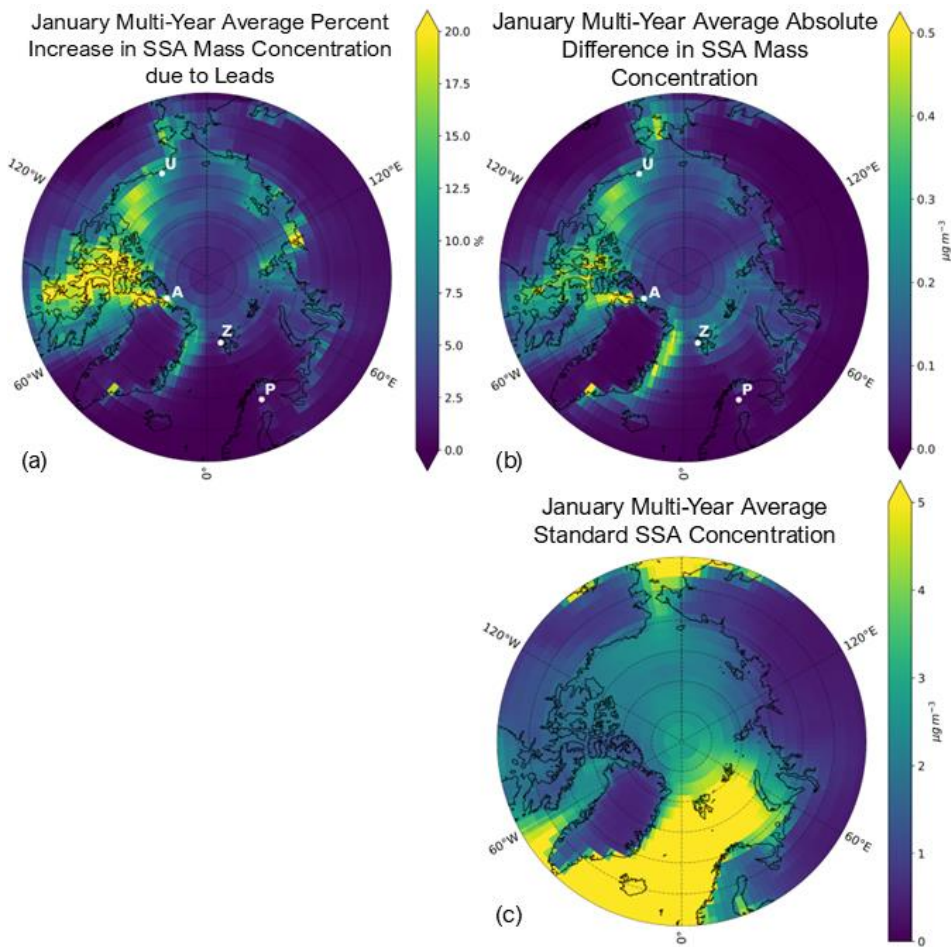 January Multi-Year Average Percent
Increase in SSA Mass Concentration
due to Leads
20.0
17.5
15.0
12.5
10.0
7.5
5.0
2.5
0.0
%
120°W
120°E
60°W
60°E
0°
U
A
Z
P
(a)
January Multi-Year Average Absolute
Difference in SSA Mass
Concentration
0.5
0.4
0.3
0.2
0.1
0.0
μg m⁻³
120°W
120°E
60°W
60°E
0°
U
A
Z
P
(b)
January Multi-Year Average
Standard SSA Concentration
5
4
3
2
1
0
μg m⁻³
120°W
120°E
60°W
60°E
0°
(c)